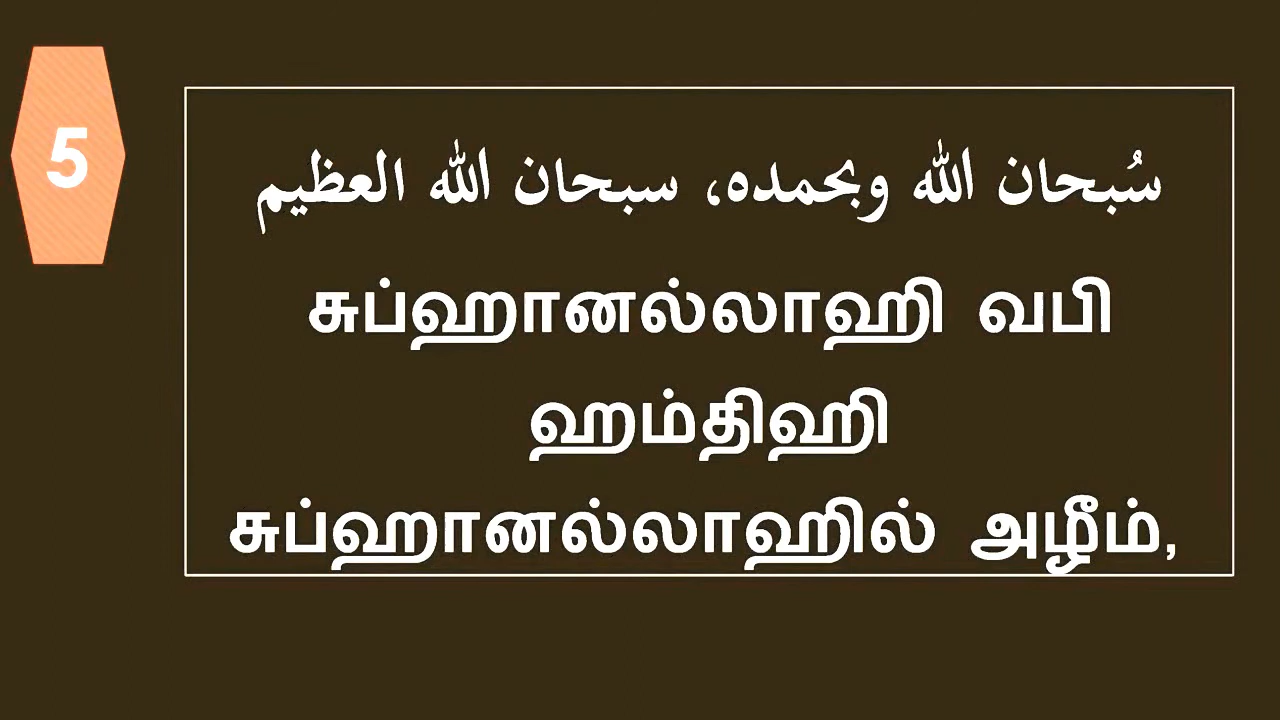 5
سُبحان الله وبحمده، سبحان الله العظيم
சுப்ஹானல்லாஹி வபி
ஹம்திஹி
சுப்ஹானல்லாஹில் அழீம்,